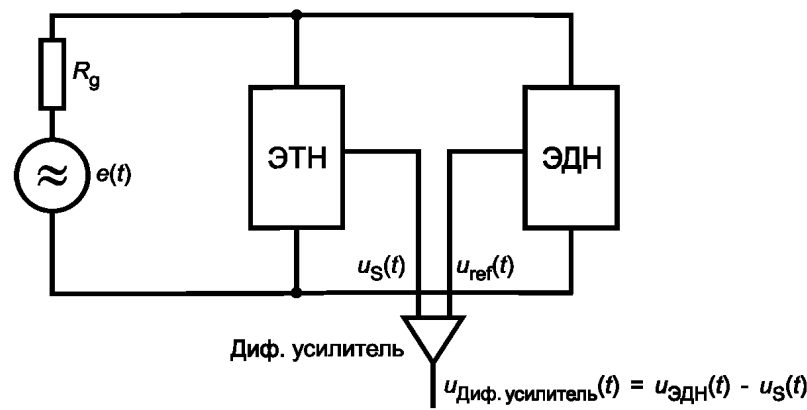 R_g
e(t)
ЭТН
ЭДН
u_S(t)
u_ref(t)
Диф. усилитель
u_Диф. усилитель(t) = u_ЭДН(t) - u_S(t)